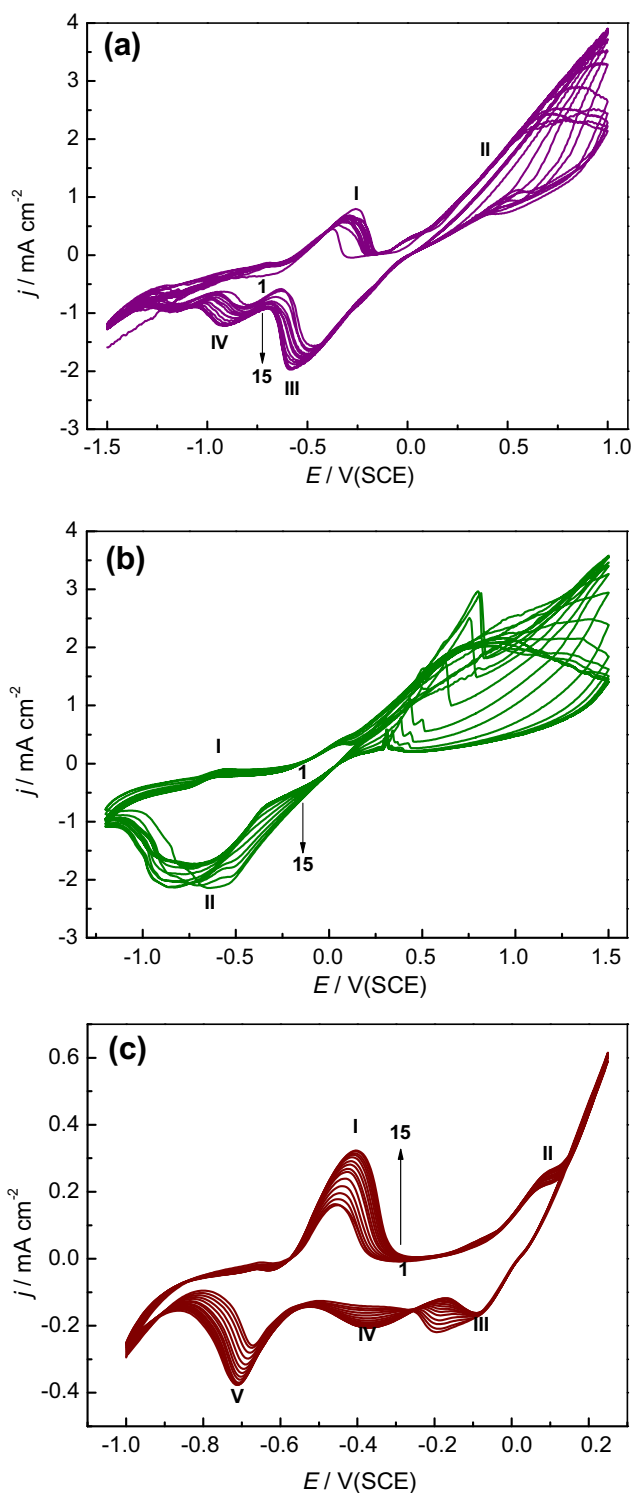 (a)
4
3
2
1
0
-1
-2
-3
I
II
1
IV
15
III
-1.5
-1.0
-0.5
0.0
0.5
1.0
j / mA cm⁻²
E / V(SCE)
(b)
4
3
2
1
0
-1
-2
-3
I
1
15
II
-1.0
-0.5
0.0
0.5
1.0
1.5
j / mA cm⁻²
E / V(SCE)
(c)
0.6
0.4
0.2
0.0
-0.2
-0.4
I
15
II
1
IV
III
V
-1.0
-0.8
-0.6
-0.4
-0.2
0.0
0.2
j / mA cm⁻²
E / V(SCE)